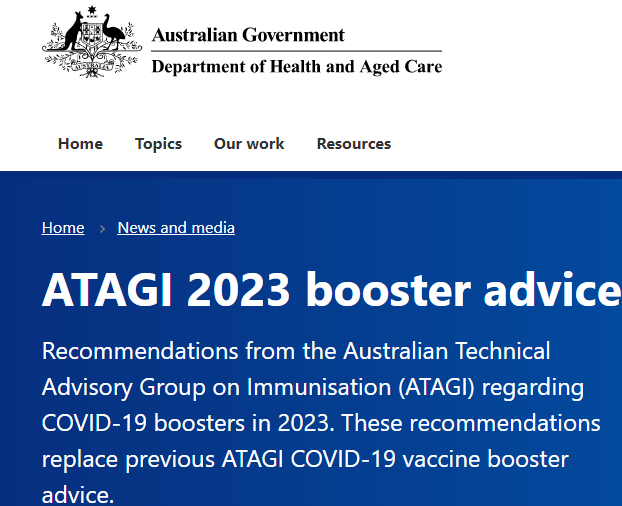 AUSTRALIA
Australian Government
Department of Health and Aged Care
Home Topics Our work Resources
Home > News and media
ATAGI 2023 booster advice
Recommendations from the Australian Technical
Advisory Group on Immunisation (ATAGI) regarding
COVID-19 boosters in 2023. These recommendations
replace previous ATAGI COVID-19 vaccine booster
advice.